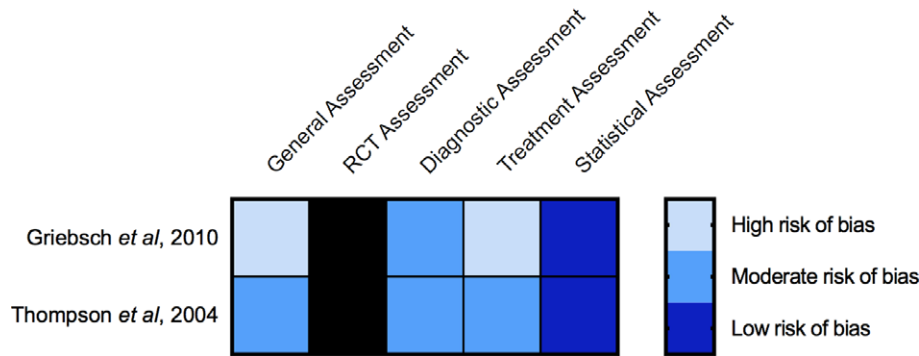 General Assessment
RCT Assessment
Diagnostic Assessment
Treatment Assessment
Statistical Assessment
Griebsch et al, 2010
Thompson et al, 2004
High risk of bias
Moderate risk of bias
Low risk of bias